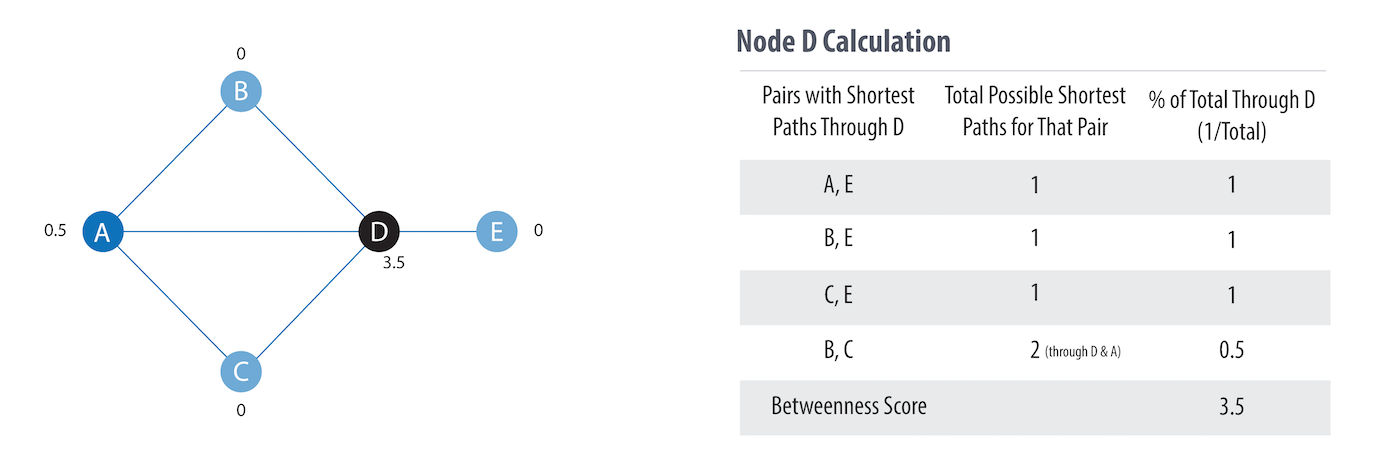 0
B
0.5
A
D
E
0
3.5
C
0
Node D Calculation
Pairs with Shortest Paths Through D
Total Possible Shortest Paths for That Pair
% of Total Through D (1/Total)
A, E 1 1
B, E 1 1
C, E 1 1
B, C 2 (through D & A) 0.5
Betweenness Score 3.5